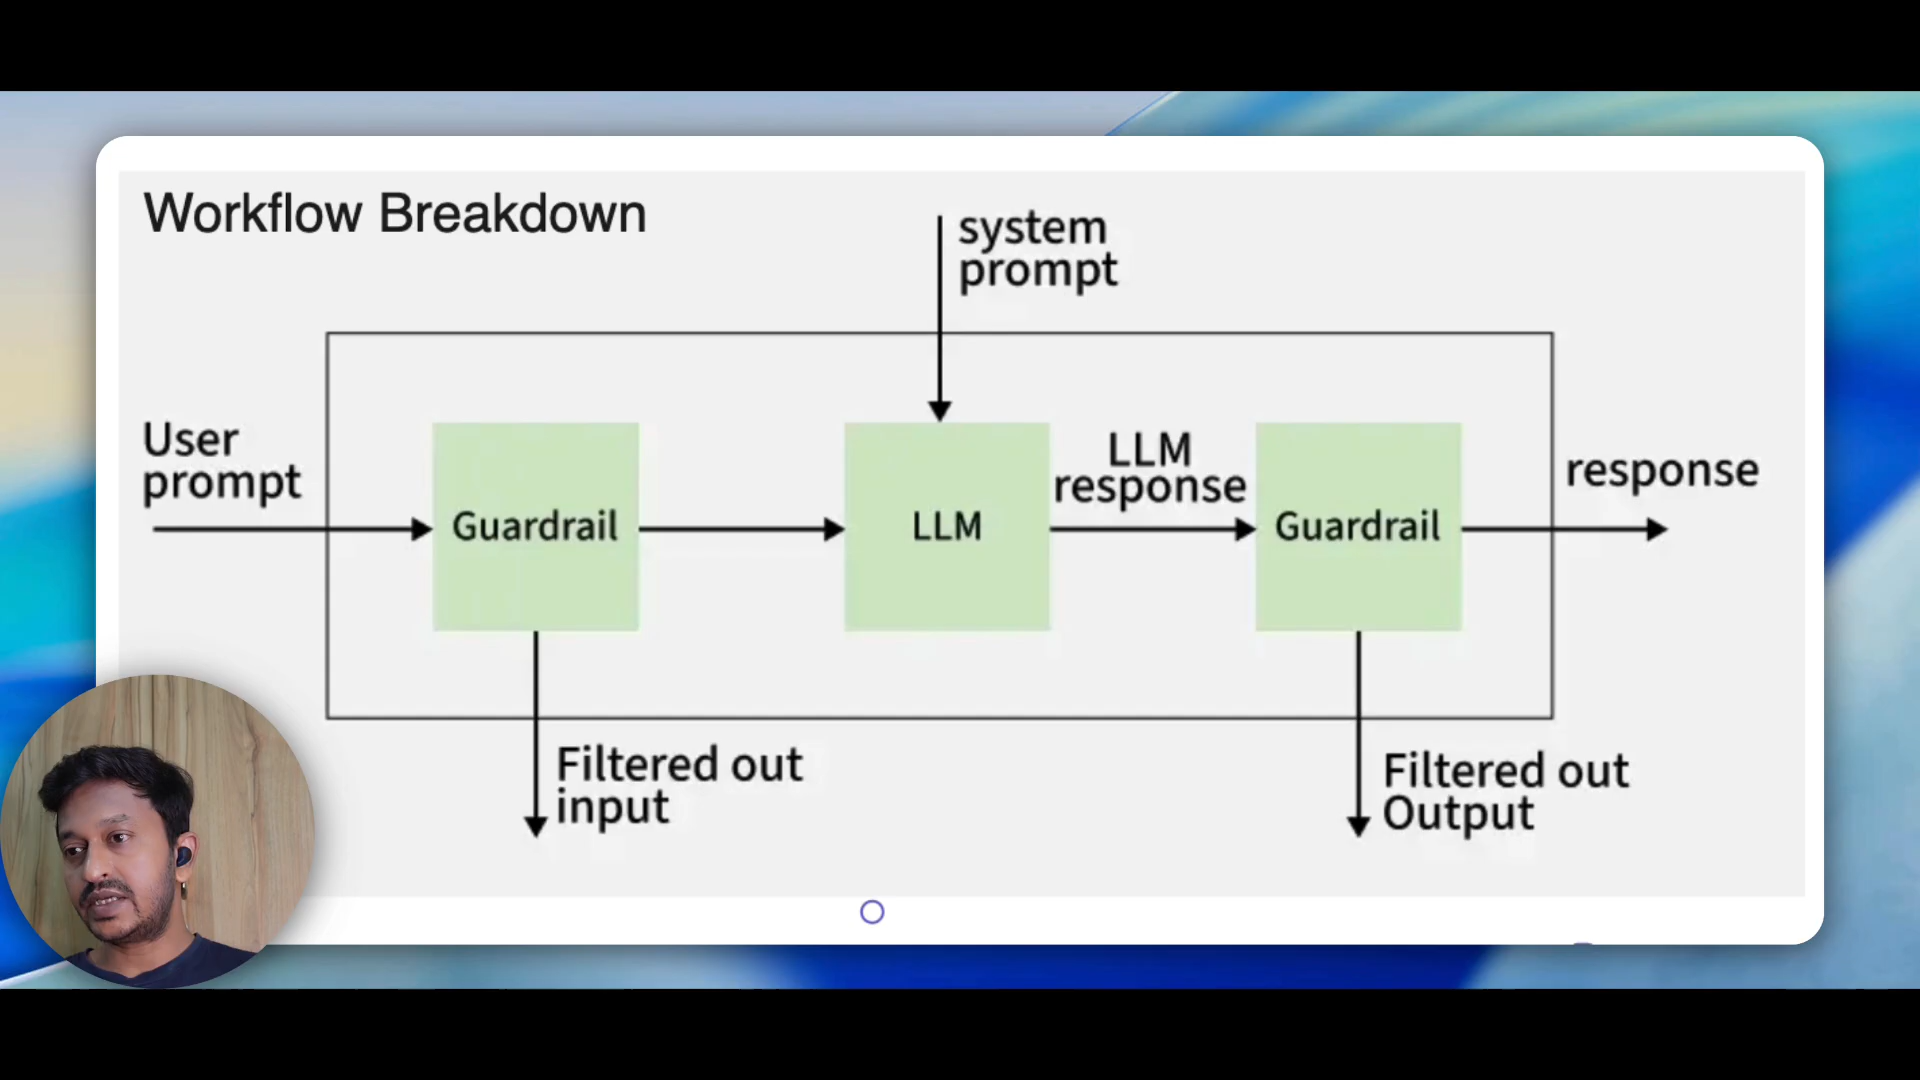 Workflow Breakdown
system
prompt
User
prompt
Guardrail
LLM
LLM
response
Guardrail
response
Filtered out
input
Filtered out
Output